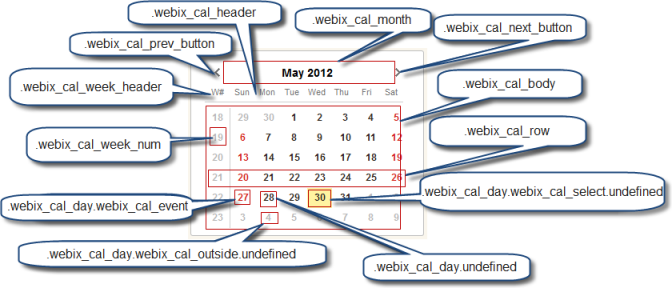 .webix_cal_header
.webix_cal_month
.webix_cal_prev_button
.webix_cal_next_button
May 2012
.webix_cal_week_header
.webix_cal_body
W# Sun Mon Tue Wed Thu Fri Sat
18 29 30 1 2 3 4 5
.webix_cal_row
.webix_cal_week_num
19 6 7 8 9 10 11 12
20 13 14 15 16 17 18 19
21 20 21 22 23 24 25 26
.webix_cal_day.webix_cal_select.undefined
22 27 28 29 30 31
.webix_cal_day.webix_cal_event
23 3 4 5 7 8 9
.webix_cal_day.webix_cal_outside.undefined
.webix_cal_day.undefined